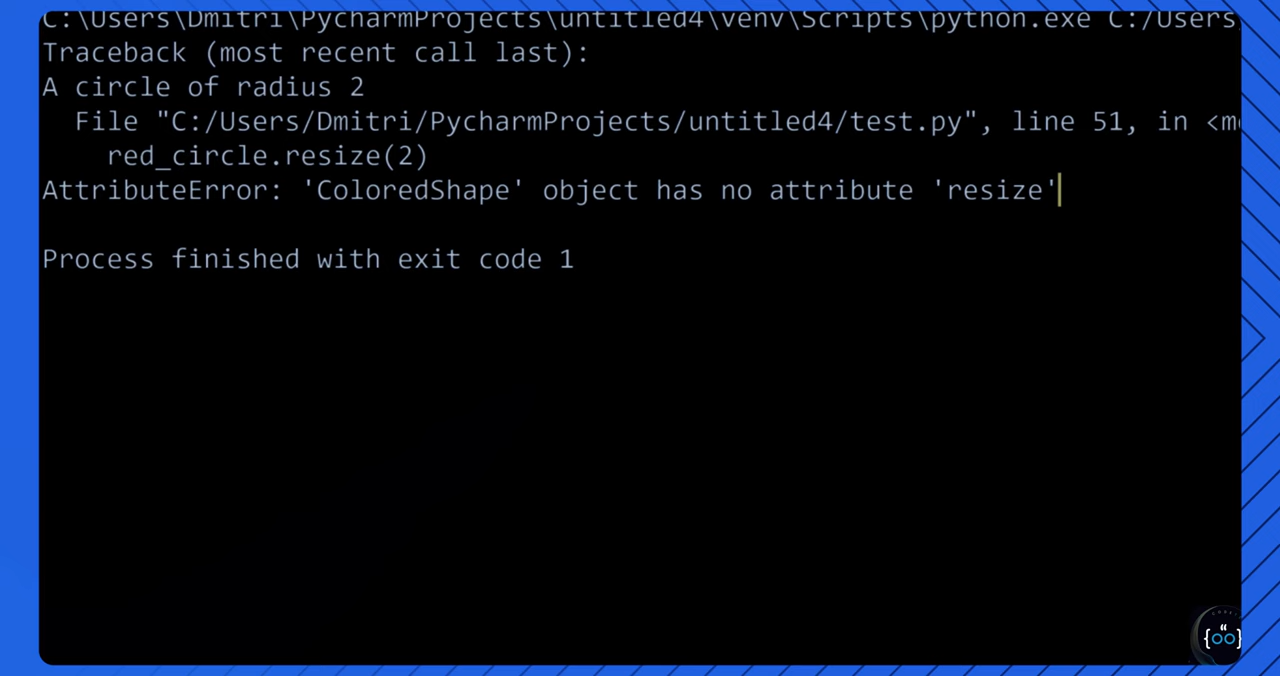 C:\Users\Dmitri\PycharmProjects\untitled4\venv\Scripts\python.exe C:/Users
Traceback (most recent call last):
A circle of radius 2
File "C:/Users/Dmitri/PycharmProjects/untitled4/test.py", line 51, in <m
red_circle.resize(2)
AttributeError: 'ColoredShape' object has no attribute 'resize'
Process finished with exit code 1